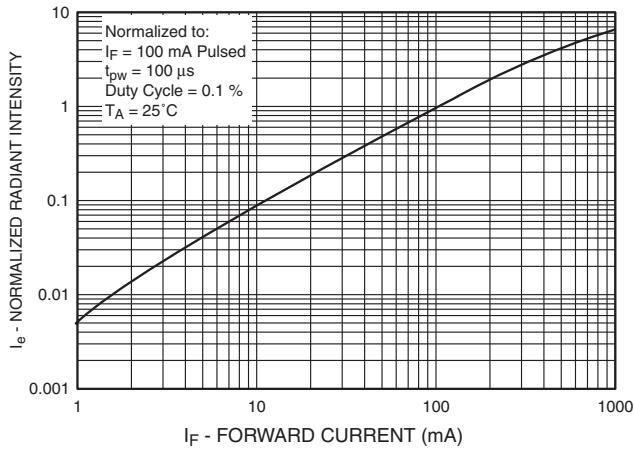 10
1
0.1
0.01
0.001
Normalized to:
IF = 100 mA Pulsed
tpw = 100 µs
Duty Cycle = 0.1 %
TA = 25˚C
Ie - NORMALIZED RADIANT INTENSITY
1
10
100
1000
IF - FORWARD CURRENT (mA)